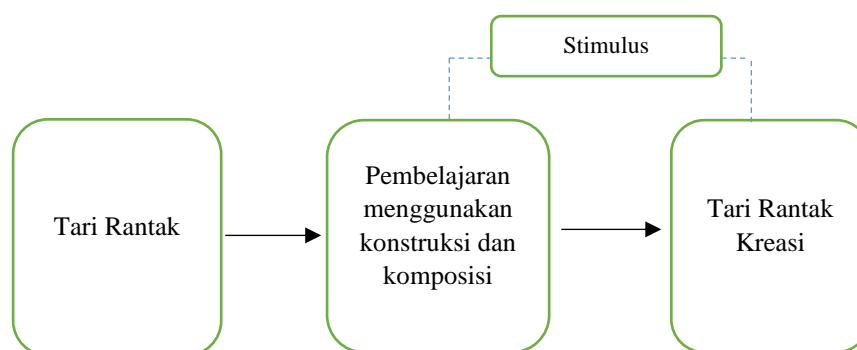 Stimulus
Tari Rantak
Pembelajaran
menggunakan
konstruksi dan
komposisi
Tari Rantak
Kreasi